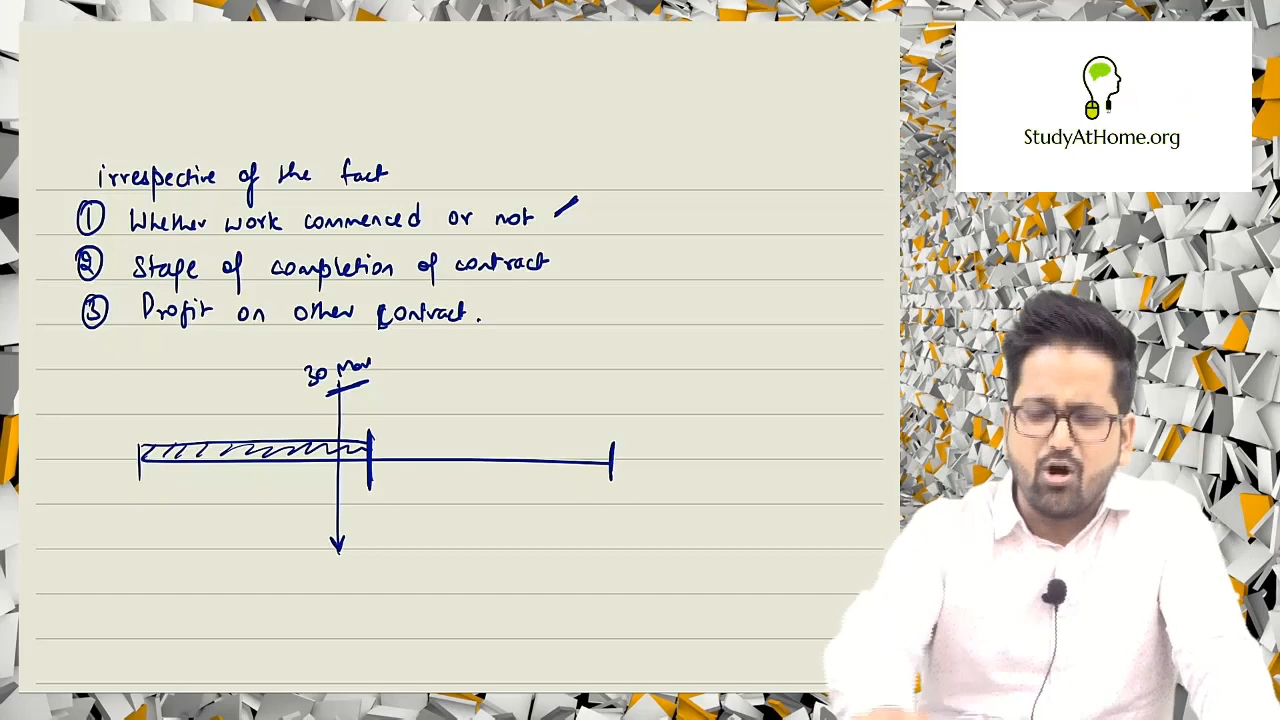 StudyAtHome.org
irrespective of the fact
① Whether work commenced or not
② Stage of completion of contract
③ Profit on other contract.
30 Mar